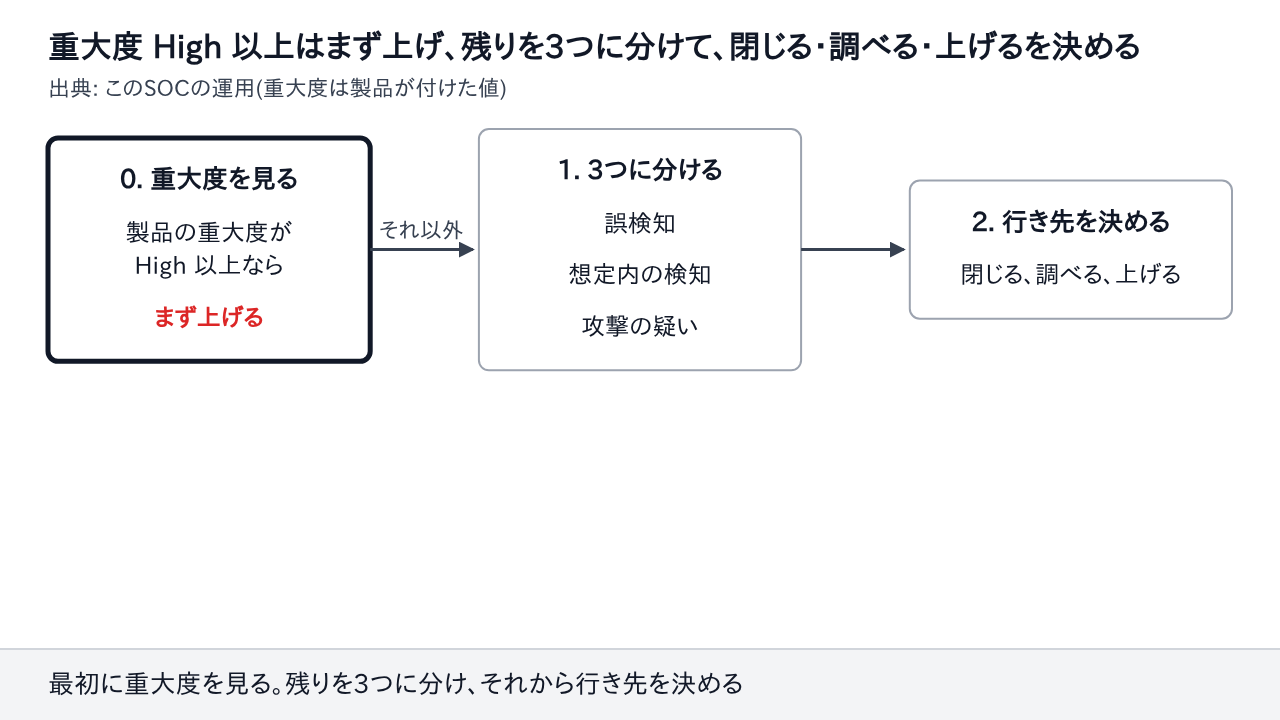 重大度 High 以上はまず上げ、残りを3つに分けて、閉じる・調べる・上げるを決める
出典: このSOCの運用(重大度は製品が付けた値)
0. 重大度を見る
製品の重大度が
High 以上なら
まず上げる
それ以外
1. 3つに分ける
誤検知
想定内の検知
攻撃の疑い
2. 行き先を決める
閉じる、調べる、上げる
最初に重大度を見る。残りを3つに分け、それから行き先を決める